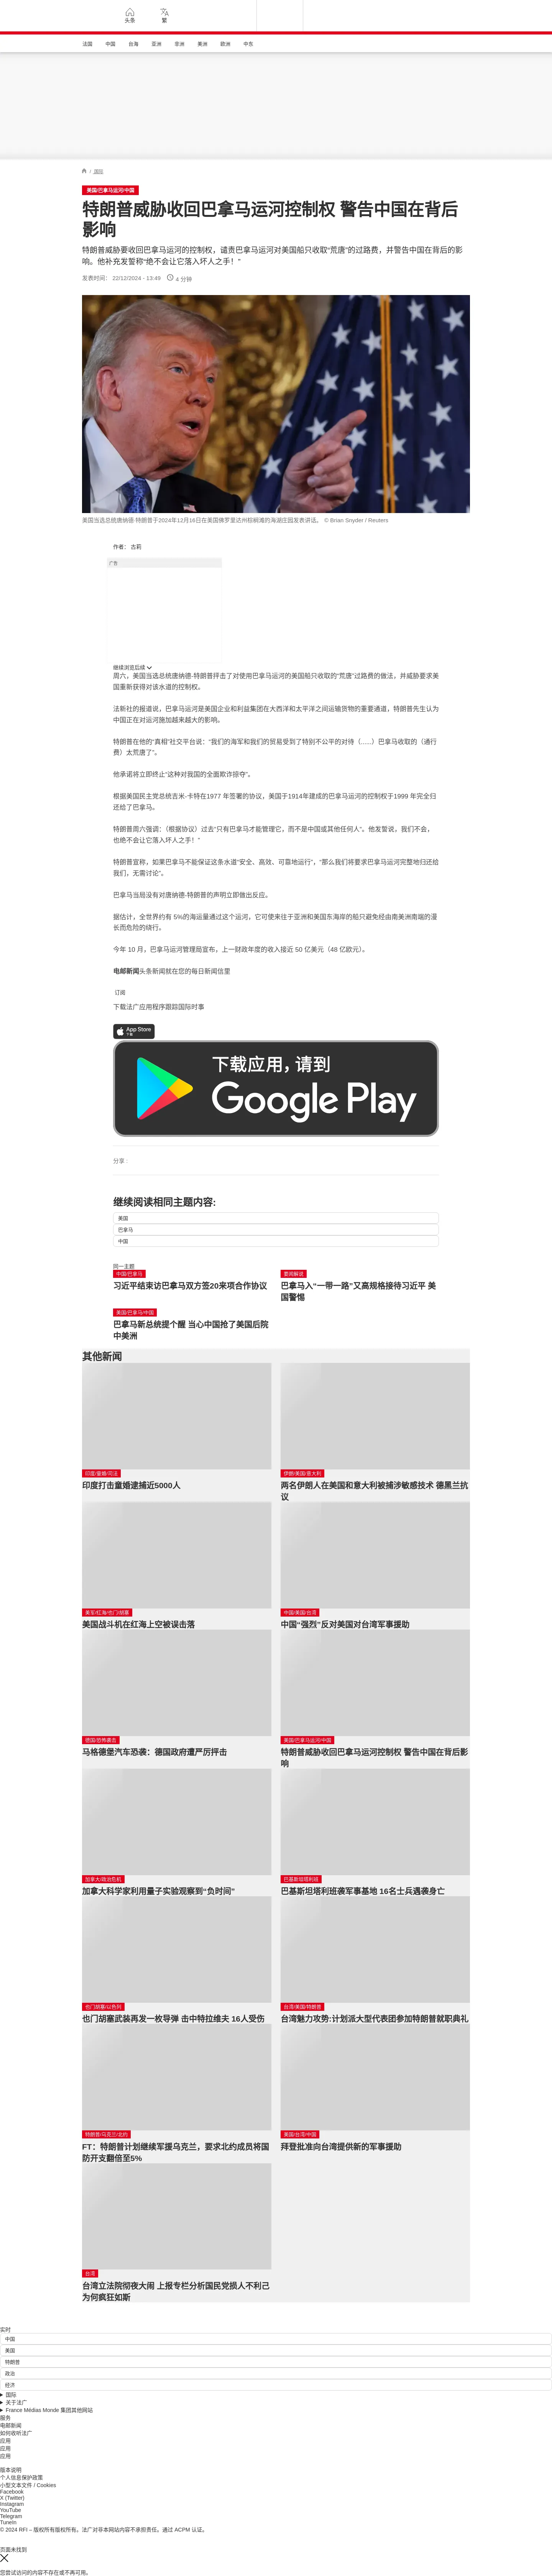 头条
繁
法国 中国 台海 亚洲 非洲 美洲 欧洲 中东
/ 国际
美国/巴拿马运河/中国
特朗普威胁收回巴拿马运河控制权 警告中国在背后
影响
特朗普威胁要收回巴拿马运河的控制权，谴责巴拿马运河对美国船只收取“荒唐”的过路费，并警告中国在背后的影
响。他补充发誓称“绝不会让它落入坏人之手！”
发表时间： 22/12/2024 - 13:49 4 分钟
美国当选总统唐纳德·特朗普于2024年12月16日在美国佛罗里达州棕榈滩的海湖庄园发表讲话。 © Brian Snyder / Reuters
作者： 古莉
广告
继续浏览后续
周六，美国当选总统唐纳德-特朗普抨击了对使用巴拿马运河的美国船只收取的“荒唐”过路费的做法，并威胁要求美
国重新获得对该水道的控制权。
法新社的报道说，巴拿马运河是美国企业和利益集团在大西洋和太平洋之间运输货物的重要通道，特朗普先生认为
中国正在对运河施加越来越大的影响。
特朗普在他的“真相”社交平台说：“我们的海军和我们的贸易受到了特别不公平的对待（......）巴拿马收取的（通行
费）太荒唐了”。
他承诺将立即终止“这种对我国的全面欺诈掠夺”。
根据美国民主党总统吉米-卡特在1977 年签署的协议，美国于1914年建成的巴拿马运河的控制权于1999 年完全归
还给了巴拿马。
特朗普周六强调：（根据协议）过去“只有巴拿马才能管理它，而不是中国或其他任何人”。他发誓说，我们不会，
也绝不会让它落入坏人之手！”
特朗普宣称，如果巴拿马不能保证这条水道“安全、高效、可靠地运行”，“那么我们将要求巴拿马运河完整地归还给
我们，无需讨论”。
巴拿马当局没有对唐纳德-特朗普的声明立即做出反应。
据估计，全世界约有 5%的海运量通过这个运河，它可使来往于亚洲和美国东海岸的船只避免经由南美洲南端的漫
长而危险的绕行。
今年 10 月，巴拿马运河管理局宣布，上一财政年度的收入接近 50 亿美元（48 亿欧元）。
电邮新闻头条新闻就在您的每日新闻信里
订阅
下载法广应用程序跟踪国际时事
App Store
下载
下载应用，请到
Google Play
分享 :
继续阅读相同主题内容:
美国
巴拿马
中国
同一主题
中国/巴拿马
习近平结束访巴拿马双方签20来项合作协议
要闻解说
巴拿马入“一带一路”又高规格接待习近平 美
国警惕
美国/巴拿马/中国
巴拿马新总统提个醒 当心中国抢了美国后院
中美洲
其他新闻
印度/童婚/司法
印度打击童婚逮捕近5000人
伊朗/美国/意大利
两名伊朗人在美国和意大利被捕涉敏感技术 德黑兰抗
议
美军/红海/也门/胡塞
美国战斗机在红海上空被误击落
中国/美国/台湾
中国“强烈”反对美国对台湾军事援助
德国/恐怖袭击
马格德堡汽车恐袭：德国政府遭严厉抨击
美国/巴拿马运河/中国
特朗普威胁收回巴拿马运河控制权 警告中国在背后影
响
加拿大/政治危机
加拿大科学家利用量子实验观察到“负时间”
巴基斯坦塔利班
巴基斯坦塔利班袭军事基地 16名士兵遇袭身亡
也门胡塞/以色列
也门胡塞武装再发一枚导弹 击中特拉维夫 16人受伤
台湾/美国/特朗普
台湾魅力攻势:计划派大型代表团参加特朗普就职典礼
特朗普/乌克兰/北约
FT：特朗普计划继续军援乌克兰，要求北约成员将国
防开支翻倍至5%
美国/台湾/中国
拜登批准向台湾提供新的军事援助
台湾
台湾立法院彻夜大闹 上报专栏分析国民党损人不利己
为何疯狂如斯
实时
中国
美国
特朗普
政治
经济
国际
关于法广
France Médias Monde 集团其他网站
服务
电邮新闻
如何收听法广
应用
应用
应用
版本说明
个人信息保护政策
小型文本文件 / Cookies
Facebook
X (Twitter)
Instagram
YouTube
Telegram
TuneIn
© 2024 RFI – 版权所有版权所有。法广对非本网站内容不承担责任。通过 ACPM 认证。
页面未找到
您尝试访问的内容不存在或不再可用。